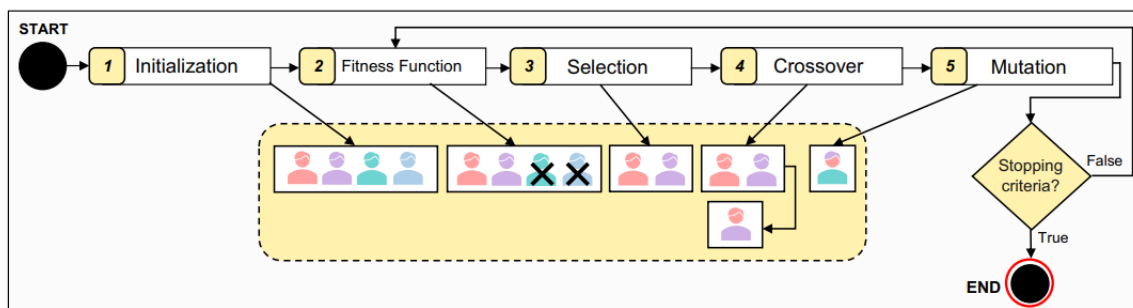 START
1 Initialization
2 Fitness Function
3 Selection
4 Crossover
5 Mutation
Stopping
criteria?
False
True
END